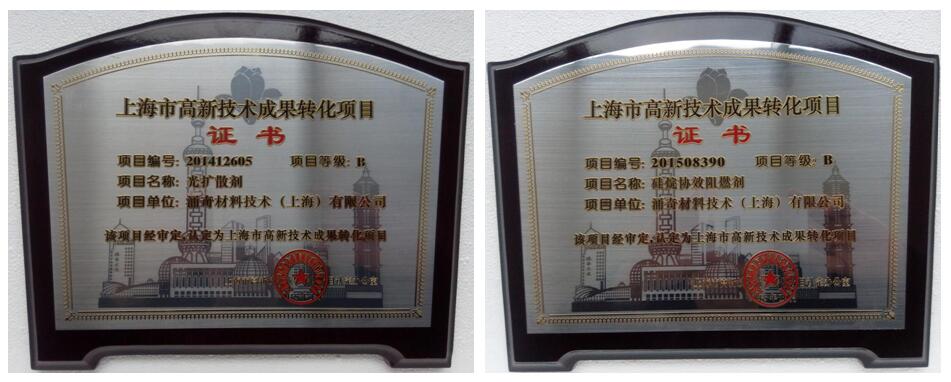 上海市高新技术成果转化项目
证书
项目编号: 201412605 项目等级: B
项目名称: 光扩散剂
项目单位: 涌奇材料技术（上海）有限公司
该项目经审定,认定为上海市高新技术成果转化项目
上海市高新技术成果转化项目
证书
项目编号: 201508390 项目等级: B
项目名称: 硅烷协效阻燃剂
项目单位: 涌奇材料技术（上海）有限公司
该项目经审定,认定为上海市高新技术成果转化项目